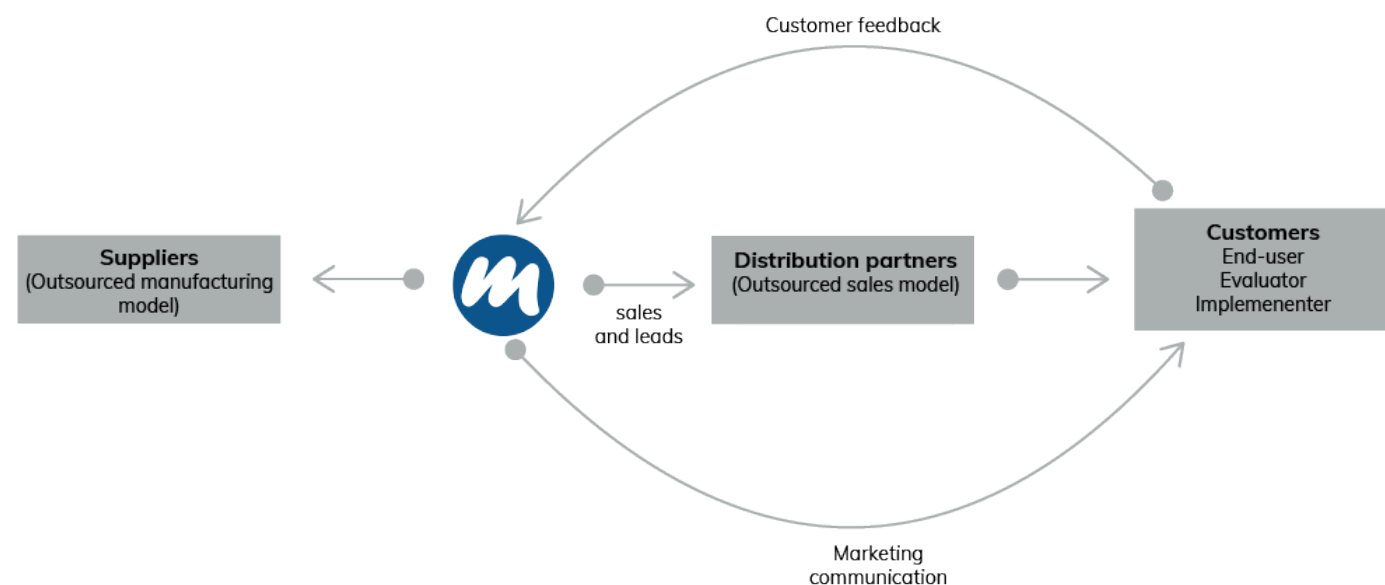 Customer feedback
Suppliers
(Outsourced manufacturing
model)
m
sales
and leads
Distribution partners
(Outsourced sales model)
Customers
End-user
Evaluator
Implemenenter
Marketing
communication